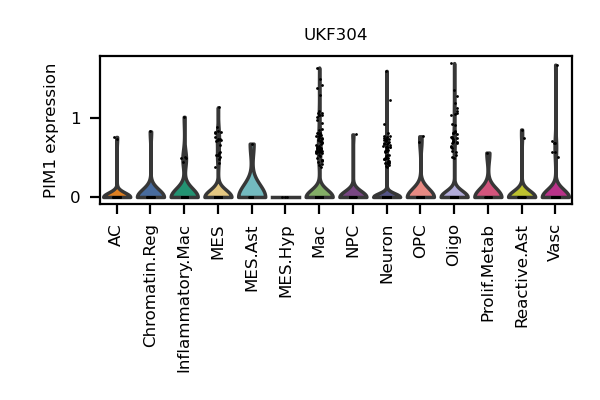 UKF304
PIM1 expression
1
0
AC
Chromatin.Reg
Inflammatory.Mac
MES
MES.Ast
MES.Hyp
Mac
NPC
Neuron
OPC
Oligo
Prolif.Metab
Reactive.Ast
Vasc